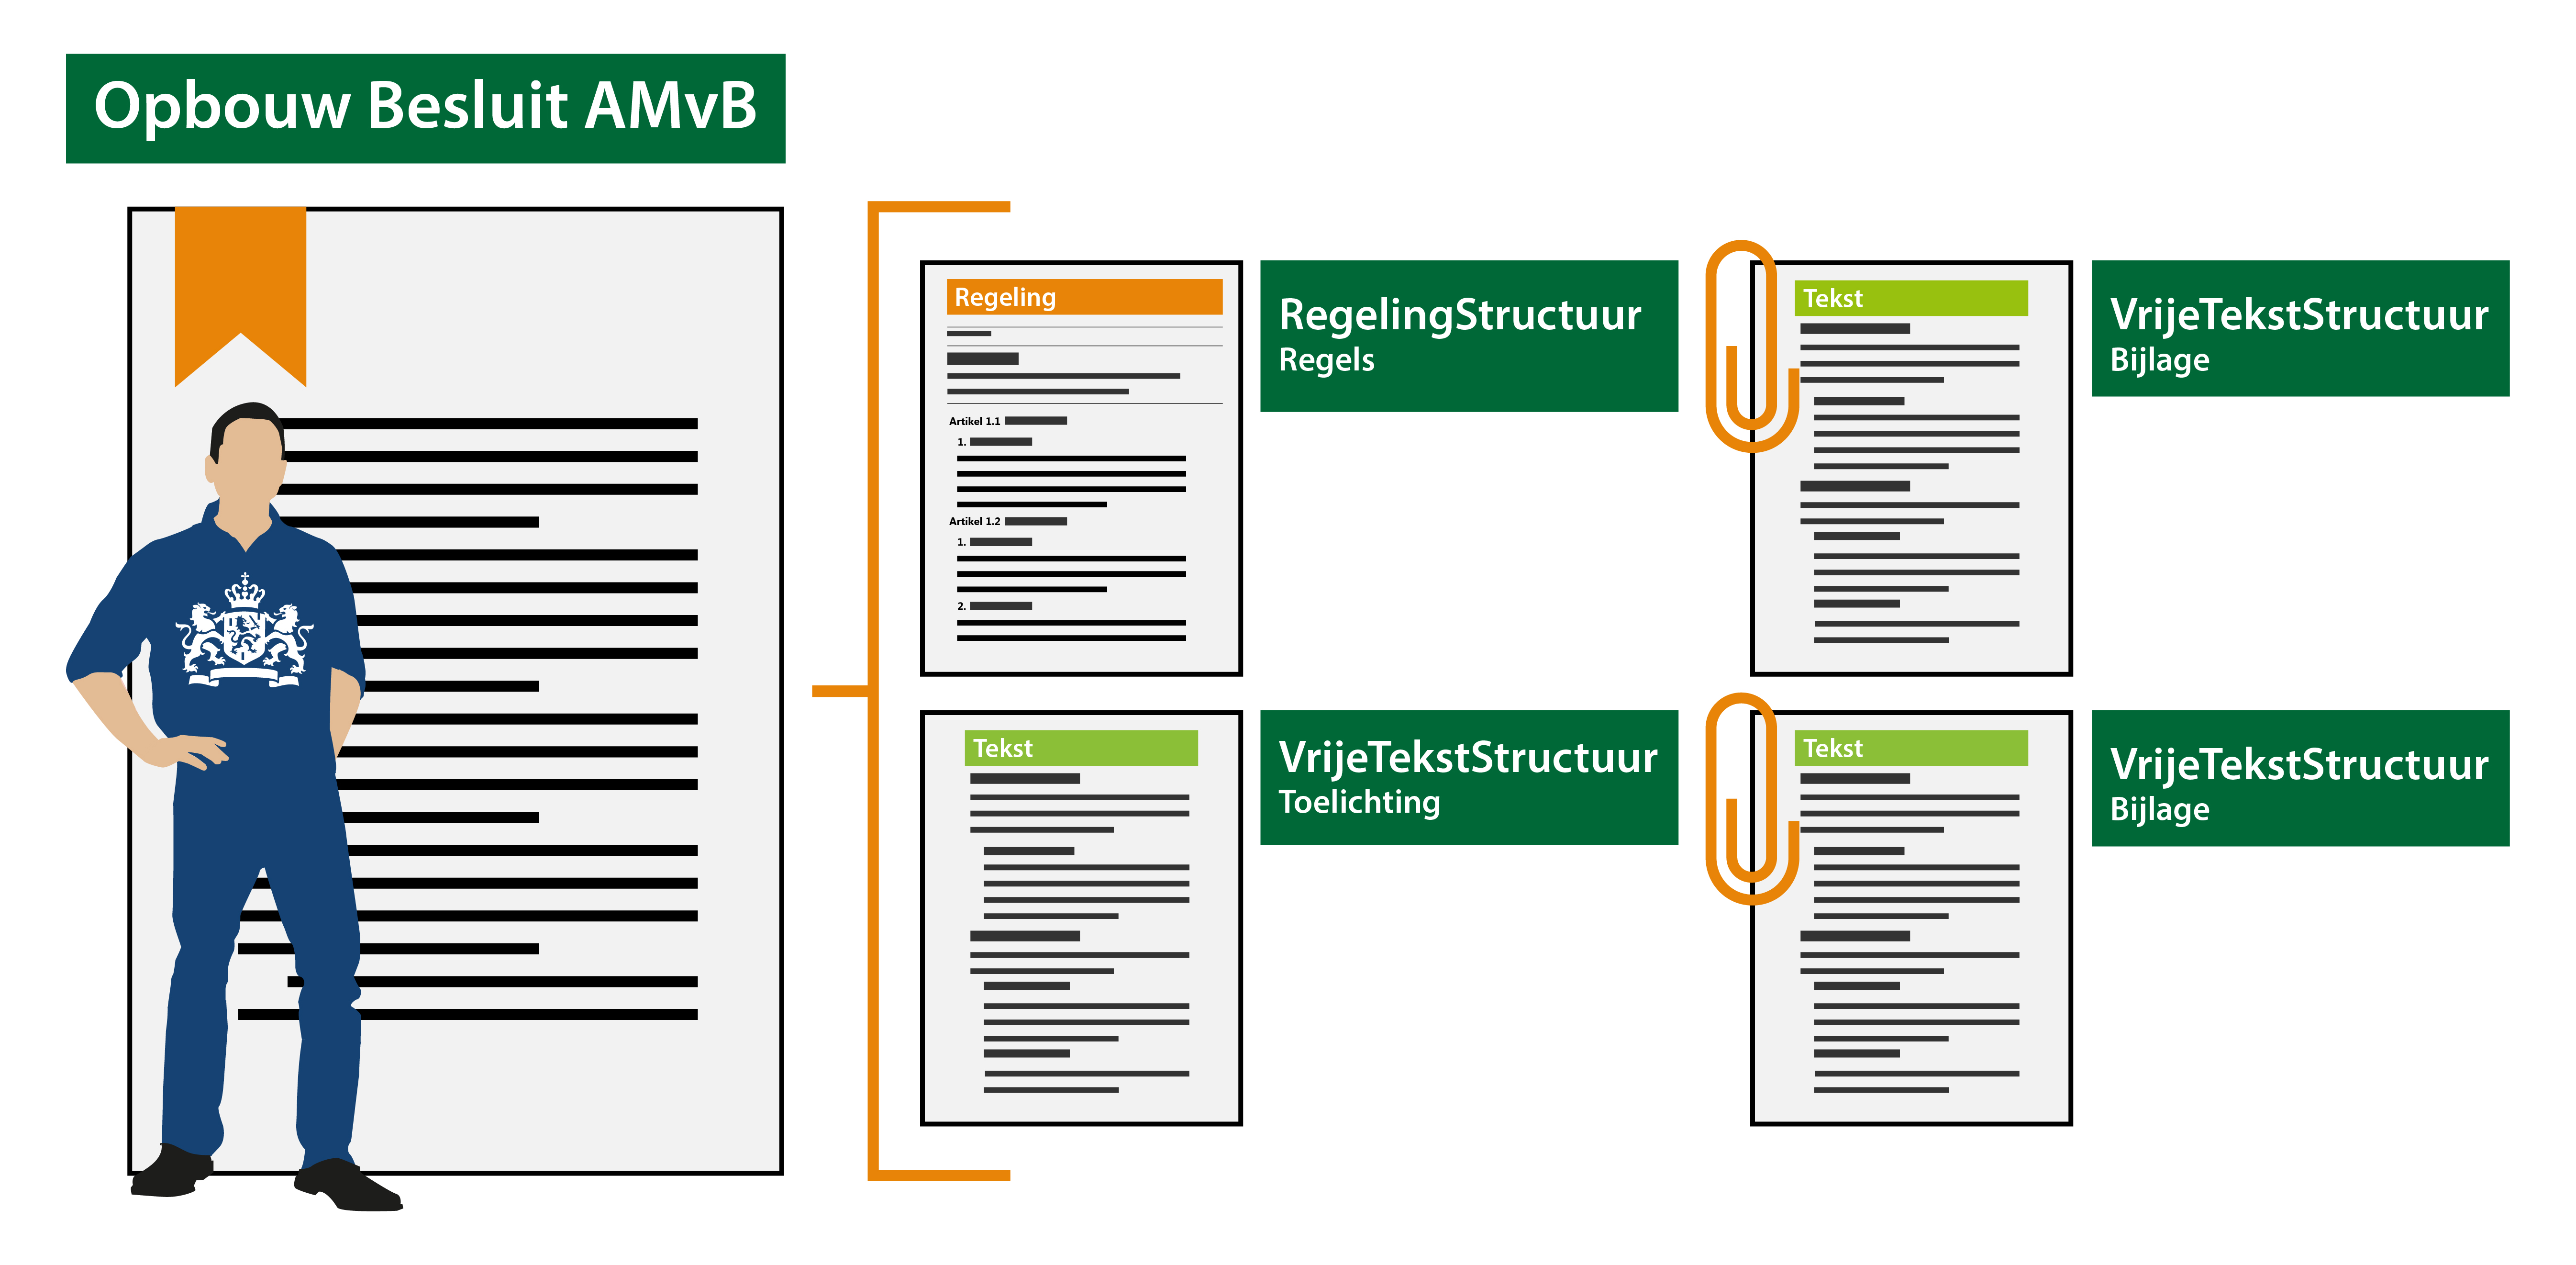 Opbouw Besluit AMvB
Regeling
Artikel 1.1
1.
Artikel 1.2
1.
2.
RegelingStructuur
Regels
Tekst
VrijeTekstStructuur
Bijlage
Tekst
VrijeTekstStructuur
Toelichting
Tekst
VrijeTekstStructuur
Bijlage